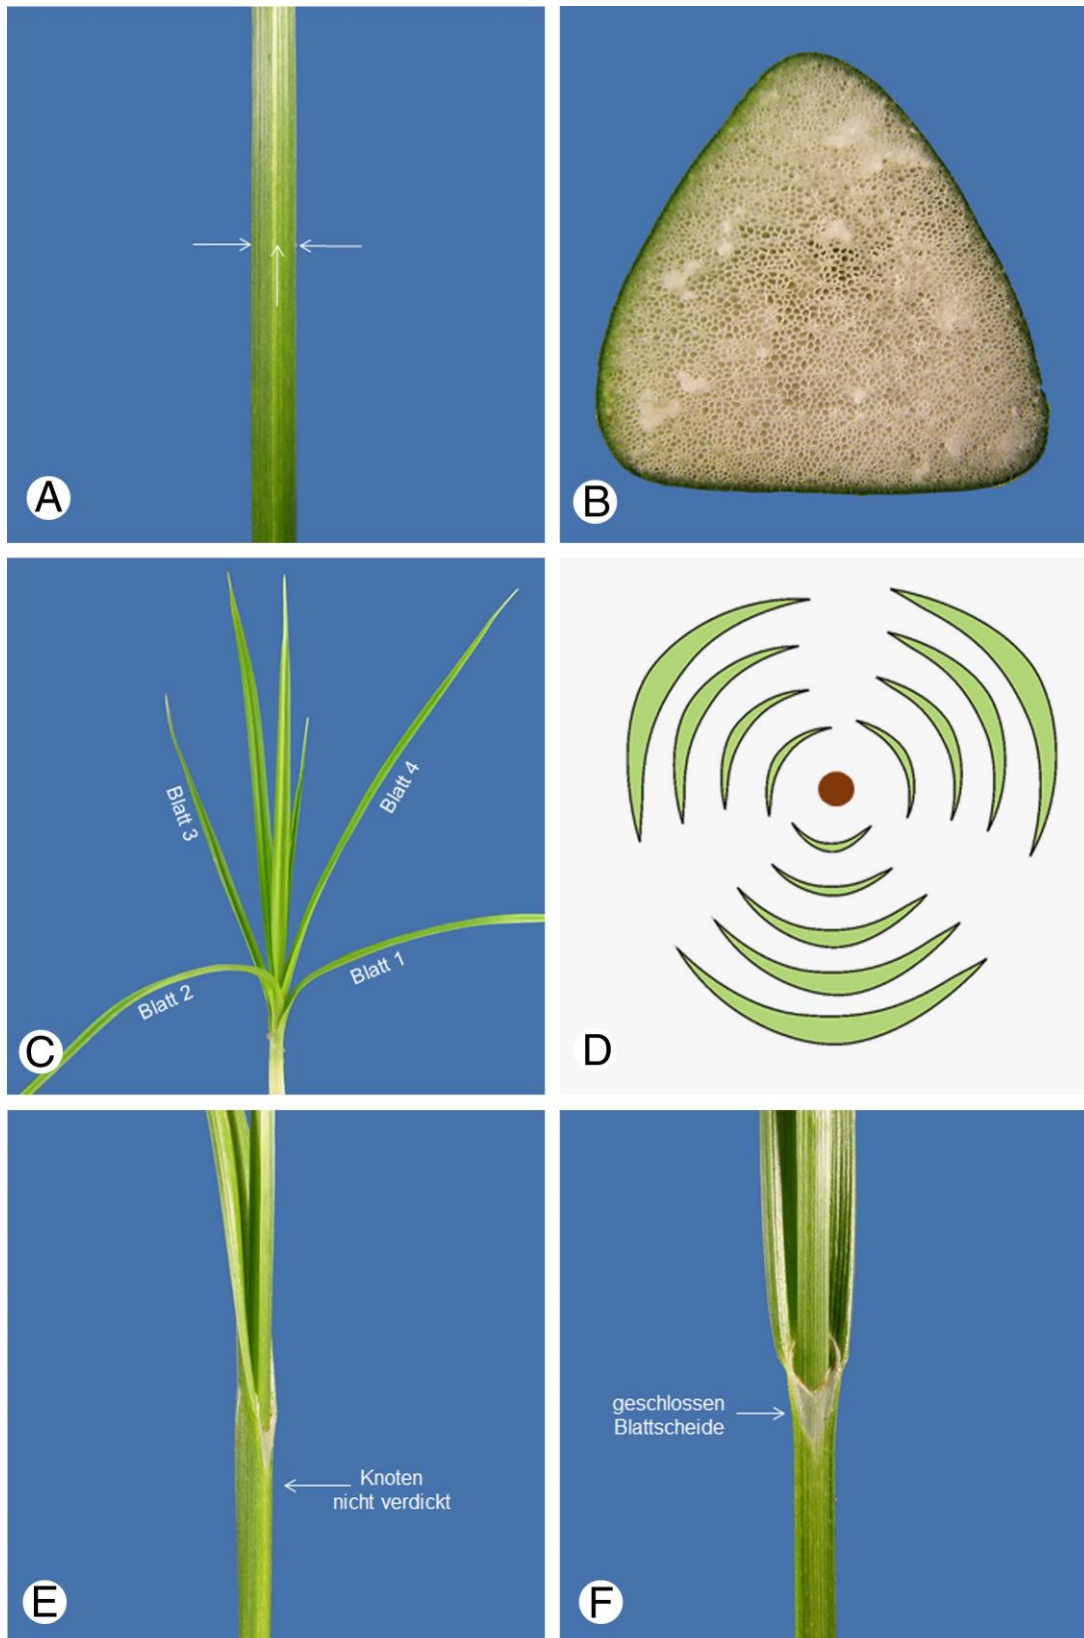 A
B
Blatt 3
Blatt 4
Blatt 2
Blatt 1
C
D
Knoten
nicht verdickt
E
geschlossen
Blattscheide
F